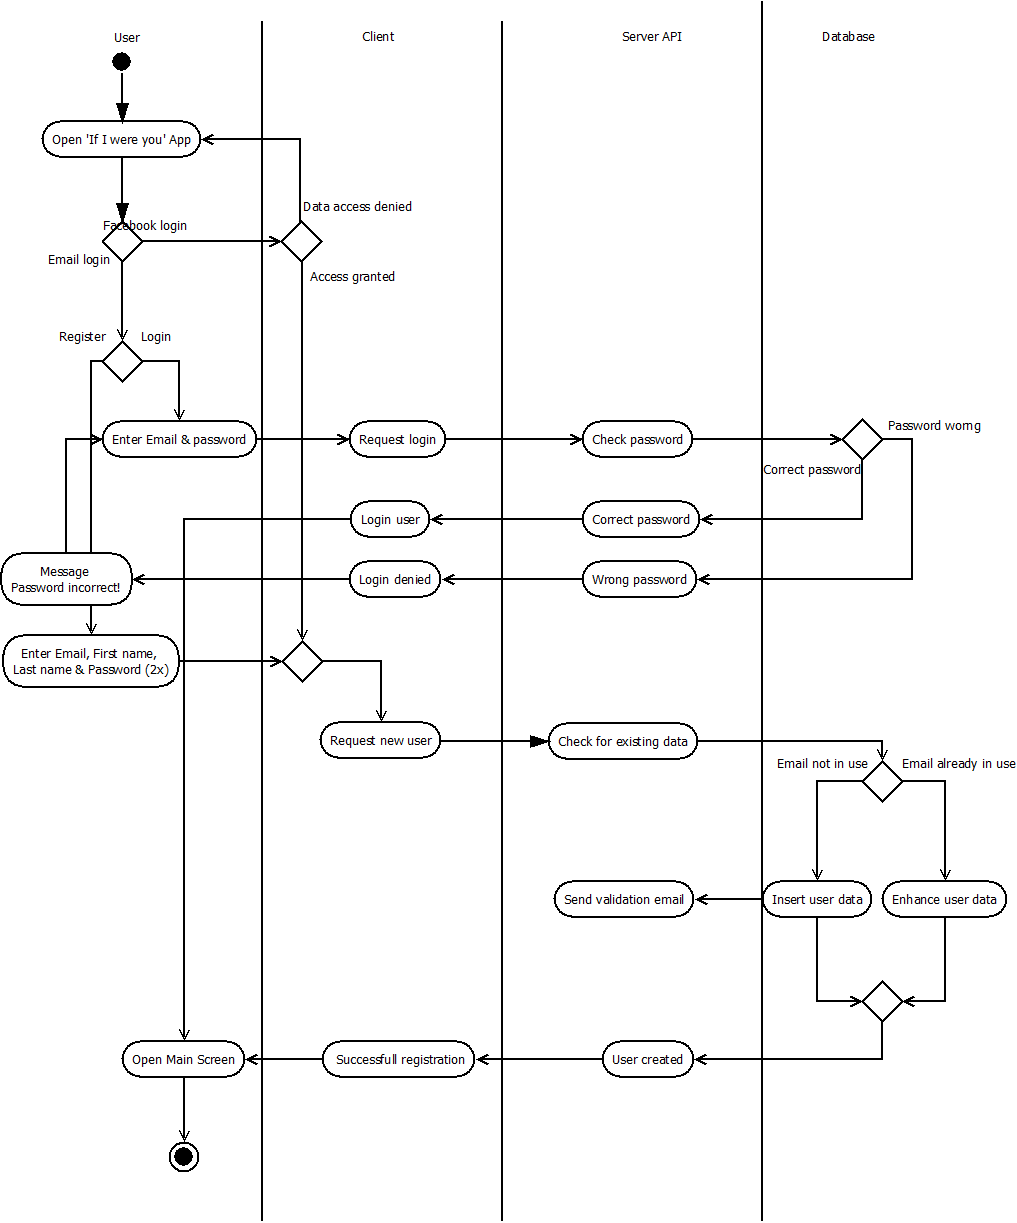 User
Client
Server API
Database
Open 'If I were you' App
Data access denied
Facebook login
Email login
Access granted
Register
Login
Enter Email & password
Request login
Check password
Password worng
Correct password
Login user
Correct password
Message
Password incorrect!
Login denied
Wrong password
Enter Email, First name,
Last name & Password (2x)
Request new user
Check for existing data
Email not in use
Email already in use
Send validation email
Insert user data
Enhance user data
Open Main Screen
Successfull registration
User created